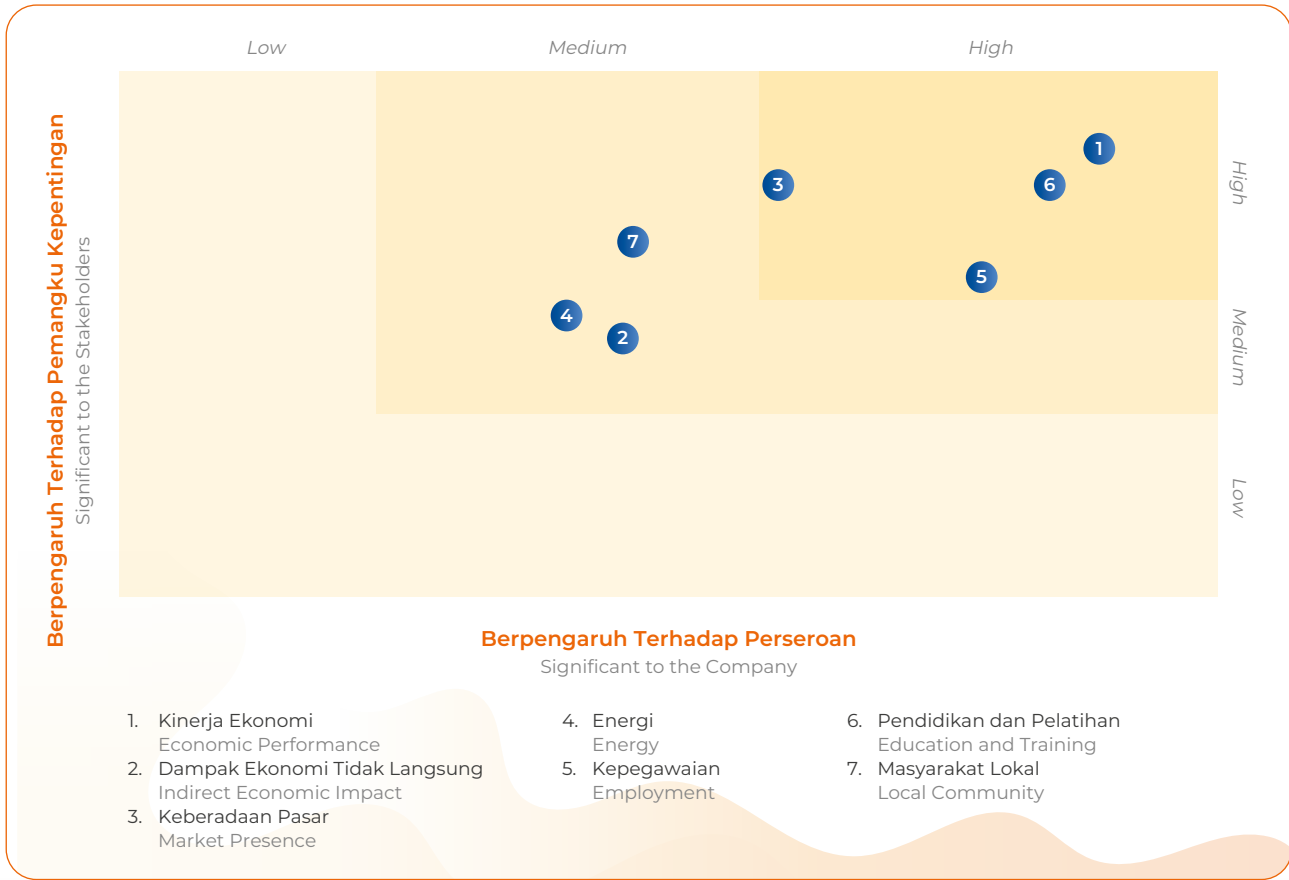 Low
Medium
High
Berpengaruh Terhadap Pemangku Kepentingan
Significant to the Stakeholders
1
6
3
7
5
4
2
High
Medium
Low
Berpengaruh Terhadap Perseroan
Significant to the Company
1. Kinerja Ekonomi
Economic Performance
2. Dampak Ekonomi Tidak Langsung
Indirect Economic Impact
3. Keberadaan Pasar
Market Presence
4. Energi
Energy
5. Kepegawaian
Employment
6. Pendidikan dan Pelatihan
Education and Training
7. Masyarakat Lokal
Local Community